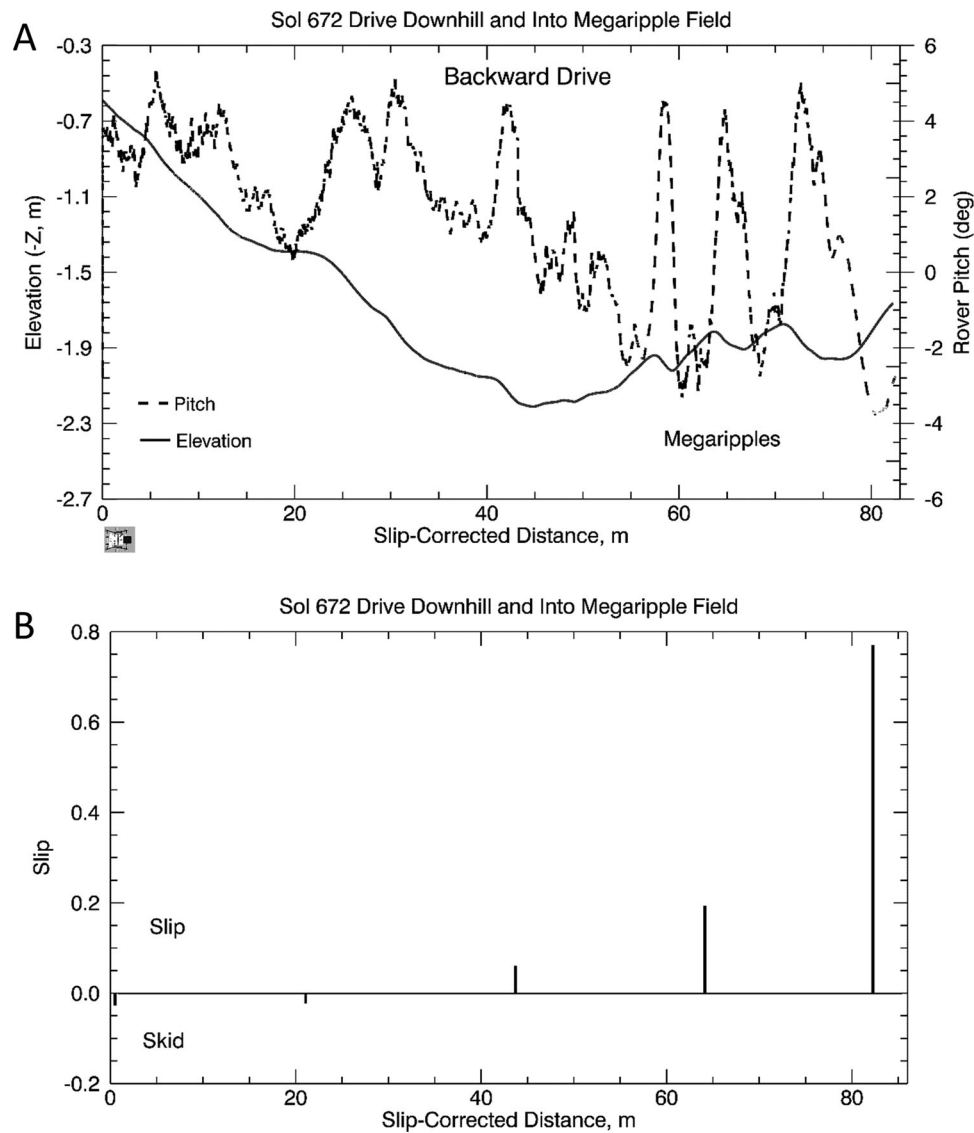 A
Sol 672 Drive Downhill and Into Megaripple Field
Backward Drive
-0.3
-0.7
-1.1
-1.5
-1.9
-2.3
-2.7
Elevation (-Z, m)
6
4
2
0
-2
-4
-6
Rover Pitch (deg)
Pitch
Elevation
Megaripples
0 20 40 60 80
Slip-Corrected Distance, m
B
Sol 672 Drive Downhill and Into Megaripple Field
0.8
0.6
0.4
0.2
0.0
-0.2
Slip
Slip
Skid
0 20 40 60 80
Slip-Corrected Distance, m